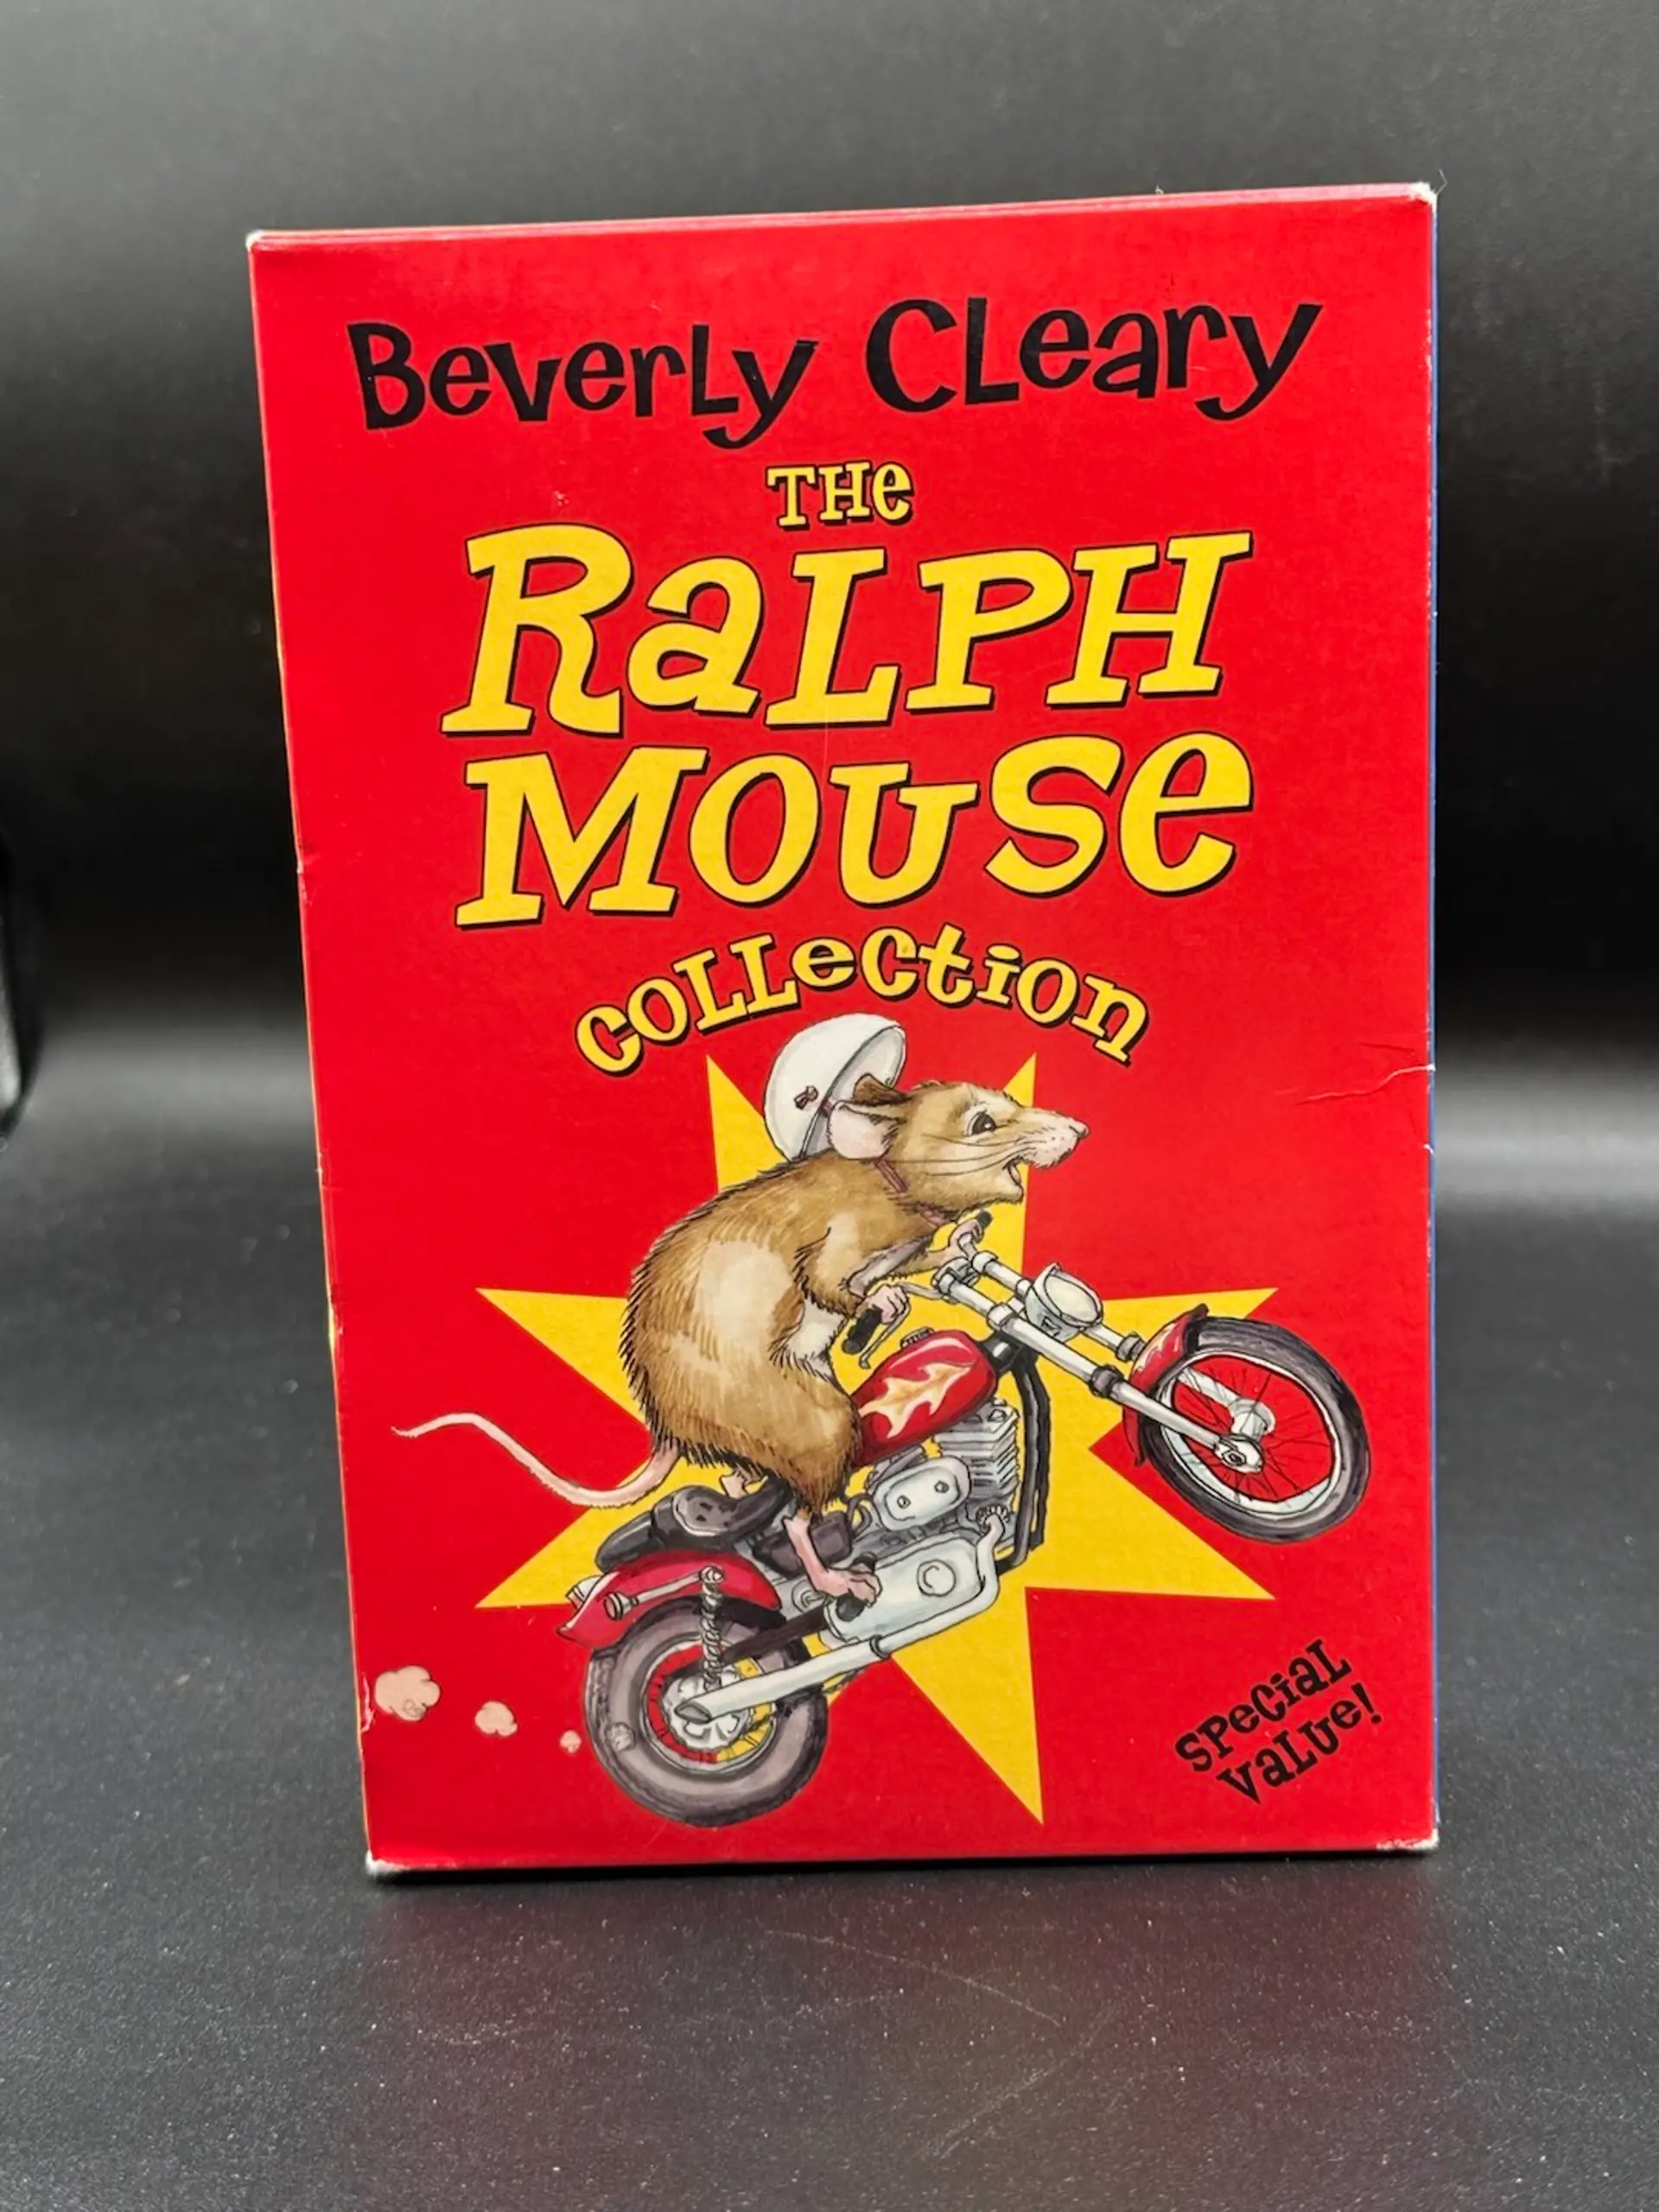 Beverly Cleary
THe
RaLPH
MOUSe
COLLeCtion
SPeCiaL
VaLUe!